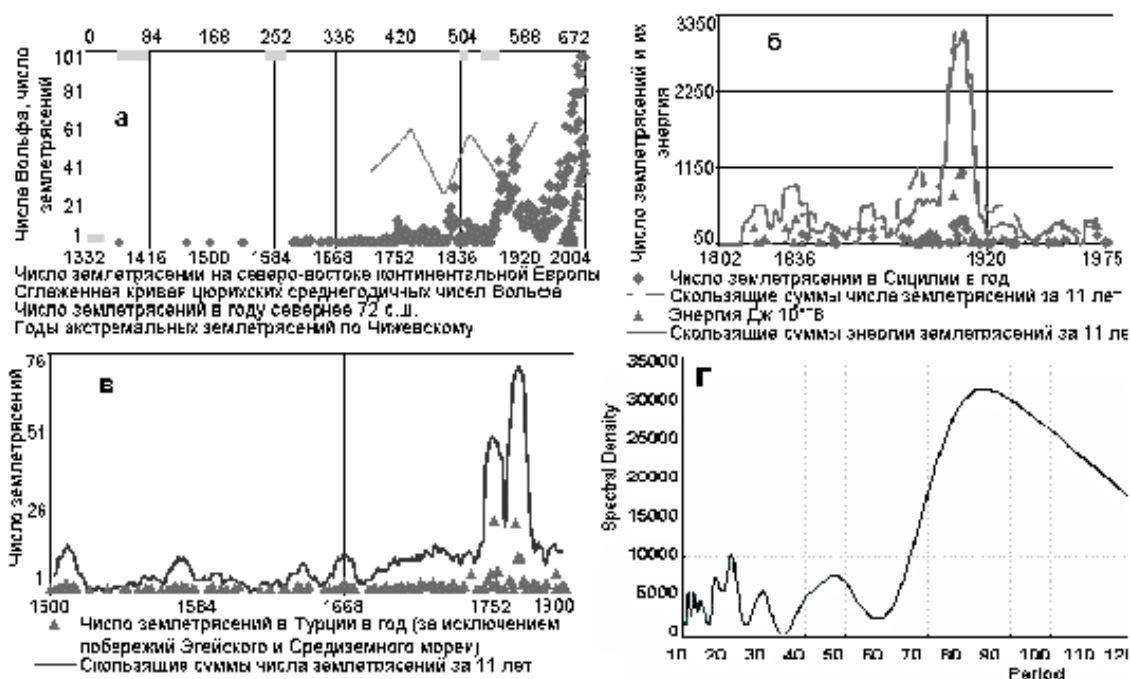 0 84 168 252 336 420 504 588 672
Числа Вольфа, число
землетрясений
101
81
61
41
21
1
а
1332 1416 1500 1584 1668 1752 1836 1920 2004
Число землетрясений на северо-востоке континентальной Европы
Сглаженная кривая цюрихских среднегодичных чисел Вольфа
Число землетрясений в году севернее 72 с.ш.
Годы экстремальных землетрясений по Чижевскому
Число землетрясений и их
энергия
3350
2250
1150
50
б
1802 1836 1920 1975
Число землетрясений в Сицилии в год
Скользящие суммы числа землетрясений за 11 лет
Энергия Дж
Скользящие суммы энергии землетрясений за 11 ле
Число землетрясений
76
51
26
1
в
1500 1584 1668 1752 1800
Число землетрясений в Турции в год (за исключением
побережий Эгейского и Средиземного морей)
Скользящие суммы числа землетрясений за 11 лет
Spectral Density
35000
30000
25000
20000
15000
10000
5000
0
г
10 20 30 40 50 60 70 80 90 100 110 120
Period